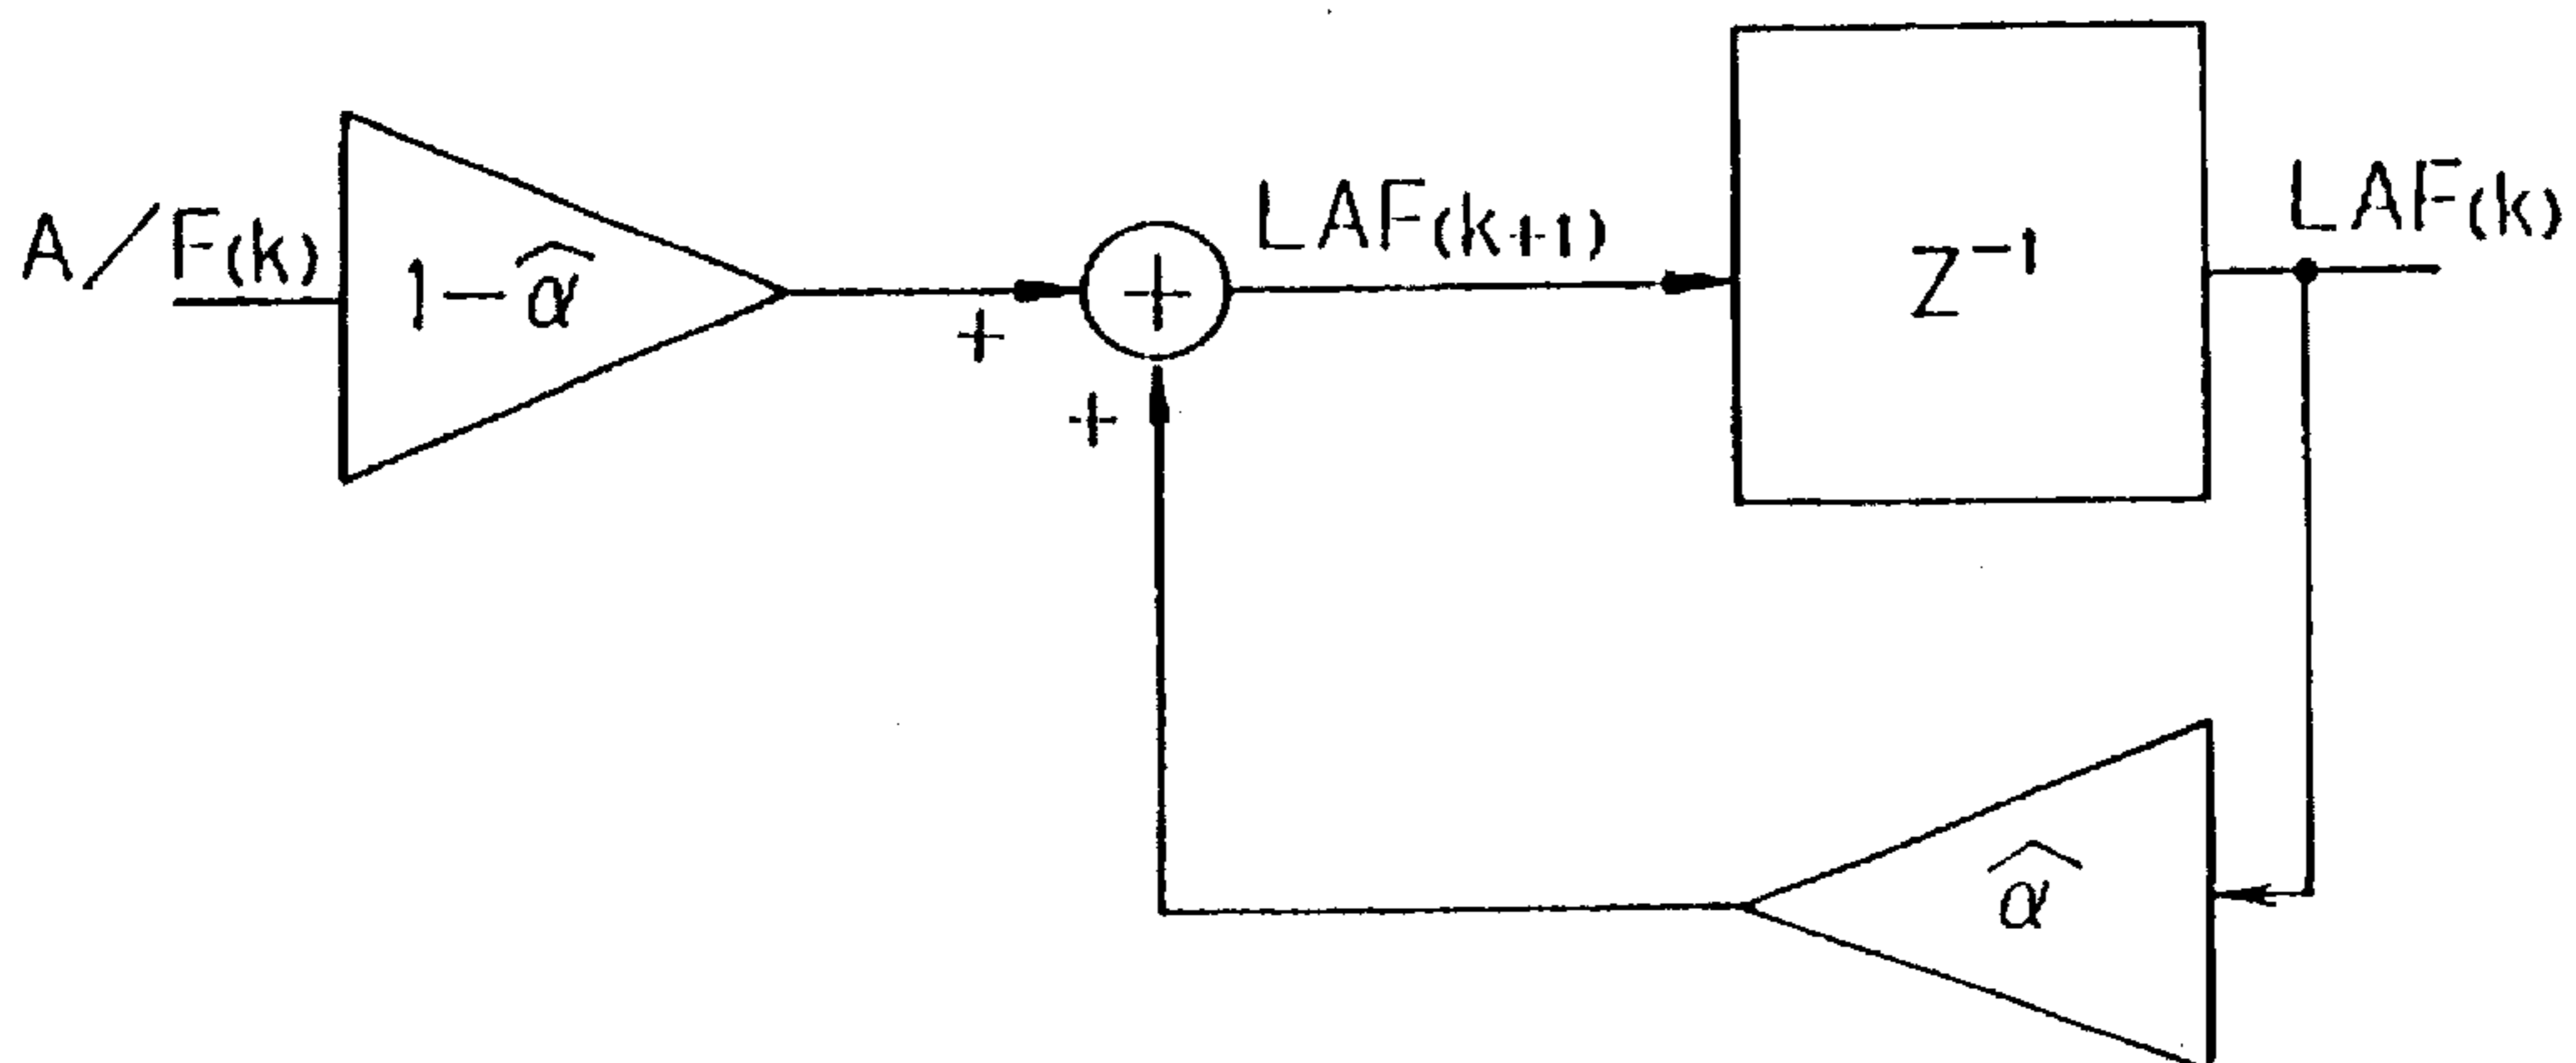 A/F(k)
1-α̂
+
+
+
LAF(k+1)
Z⁻¹
LAF(k)
α̂